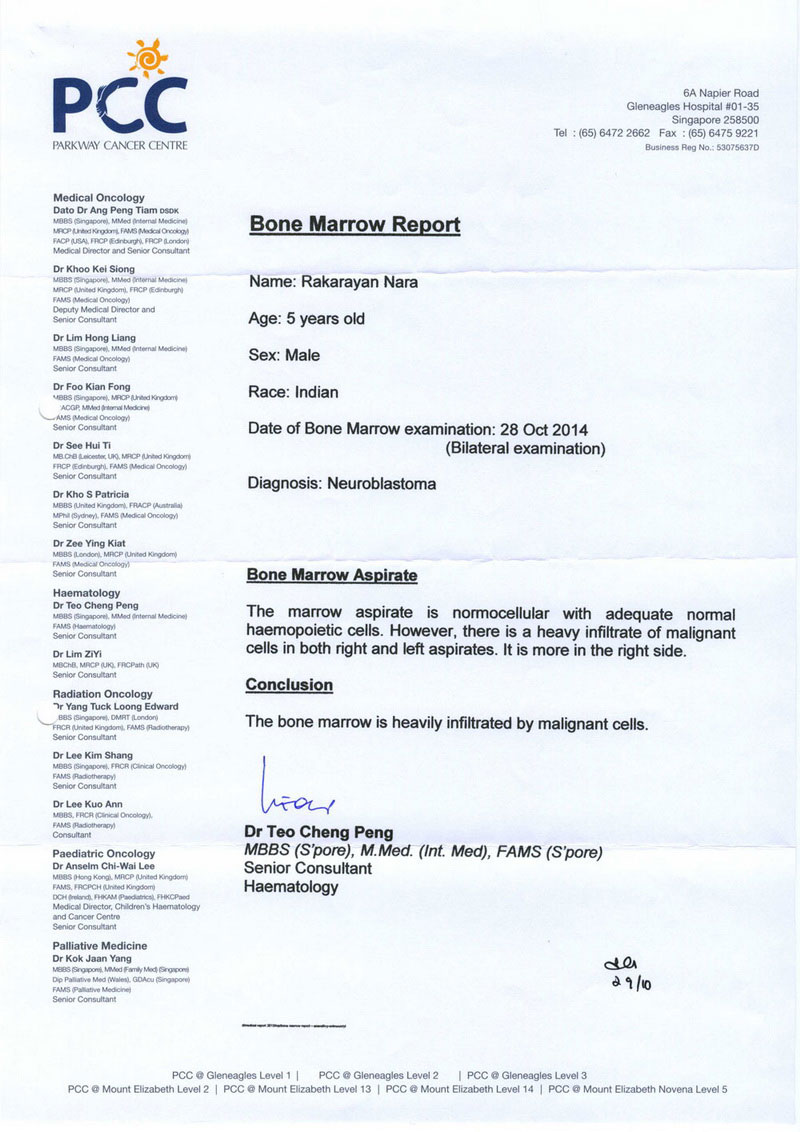 PCC
PARKWAY CANCER CENTRE
6A Napier Road
Gleneagles Hospital #01-35
Singapore 258500
Tel : (65) 6472 2662 Fax : (65) 6475 9221
Business Reg No.: 53075637D
Medical Oncology
Dato Dr Ang Peng Tiam DSDK
MBBS (Singapore), MMed (Internal Medicine)
MRCP (United Kingdom), FAMS (Medical Oncology)
FACP (USA), FRCP (Edinburgh), FRCP (London)
Medical Director and Senior Consultant
Dr Khoo Kei Siong
MBBS (Singapore), MMed (Internal Medicine)
MRCP (United Kingdom), FRCP (Edinburgh)
FAMS (Medical Oncology)
Deputy Medical Director and
Senior Consultant
Dr Lim Hong Liang
MBBS (Singapore), MMed (Internal Medicine)
FAMS (Medical Oncology)
Senior Consultant
Dr Foo Kian Fong
MBBS (Singapore), MRCP (United Kingdom)
ACGP, MMed (Internal Medicine)
AMS (Medical Oncology)
Senior Consultant
Dr See Hui Ti
MB.ChB (Leicester, UK), MRCP (United Kingdom)
FRCP (Edinburgh), FAMS (Medical Oncology)
Senior Consultant
Dr Kho S Patricia
MBBS (United Kingdom), FRACP (Australia)
MPhil (Sydney), FAMS (Medical Oncology)
Senior Consultant
Dr Zee Ying Kiat
MBBS (London), MRCP (United Kingdom)
FAMS (Medical Oncology)
Senior Consultant
Haematology
Dr Teo Cheng Peng
MBBS (Singapore), MMed (Internal Medicine)
FAMS (Haematology)
Senior Consultant
Dr Lim ZiYi
MBChB, MRCP (UK), FRCPath (UK)
Senior Consultant
Radiation Oncology
Dr Yang Tuck Loong Edward
BBS (Singapore), DMRT (London)
FRCR (United Kingdom), FAMS (Radiotherapy)
Senior Consultant
Dr Lee Kim Shang
MBBS (Singapore), FRCR (Clinical Oncology)
FAMS (Radiotherapy)
Senior Consultant
Dr Lee Kuo Ann
MBBS, FRCR (Clinical Oncology),
FAMS (Radiotherapy)
Consultant
Paediatric Oncology
Dr Anselm Chi-Wai Lee
MBBS (Hong Kong), MRCP (United Kingdom)
FAMS, FRCPCH (United Kingdom)
DCH (Ireland), FHKAM (Paediatrics), FHKCPaed
Medical Director, Children's Haematology
and Cancer Centre
Senior Consultant
Palliative Medicine
Dr Kok Jaan Yang
MBBS (Singapore), MMed (Family Med) (Singapore)
Dip Palliative Med (Wales), GDAcu (Singapore)
FAMS (Palliative Medicine)
Senior Consultant
Bone Marrow Report
Name: Rakarayan Nara
Age: 5 years old
Sex: Male
Race: Indian
Date of Bone Marrow examination: 28 Oct 2014
(Bilateral examination)
Diagnosis: Neuroblastoma
Bone Marrow Aspirate
The marrow aspirate is normocellular with adequate normal
haemopoietic cells. However, there is a heavy infiltrate of malignant
cells in both right and left aspirates. It is more in the right side.
Conclusion
The bone marrow is heavily infiltrated by malignant cells.
Dr Teo Cheng Peng
MBBS (S'pore), M.Med. (Int. Med), FAMS (S'pore)
Senior Consultant
Haematology
29/10
PCC @ Gleneagles Level 1 | PCC @ Gleneagles Level 2 | PCC @ Gleneagles Level 3
PCC @ Mount Elizabeth Level 2 | PCC @ Mount Elizabeth Level 13 | PCC @ Mount Elizabeth Level 14 | PCC @ Mount Elizabeth Novena Level 5